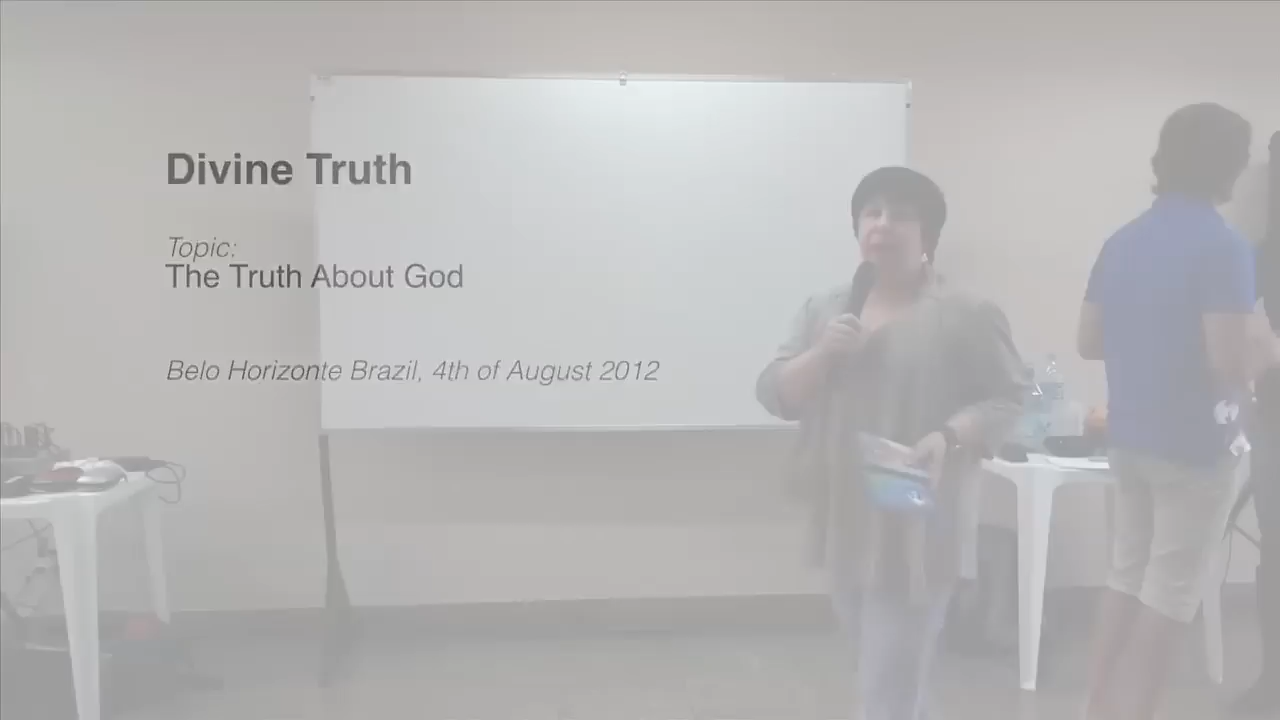 Divine Truth
Topic:
The Truth About God
Belo Horizonte Brazil, 4th of August 2012